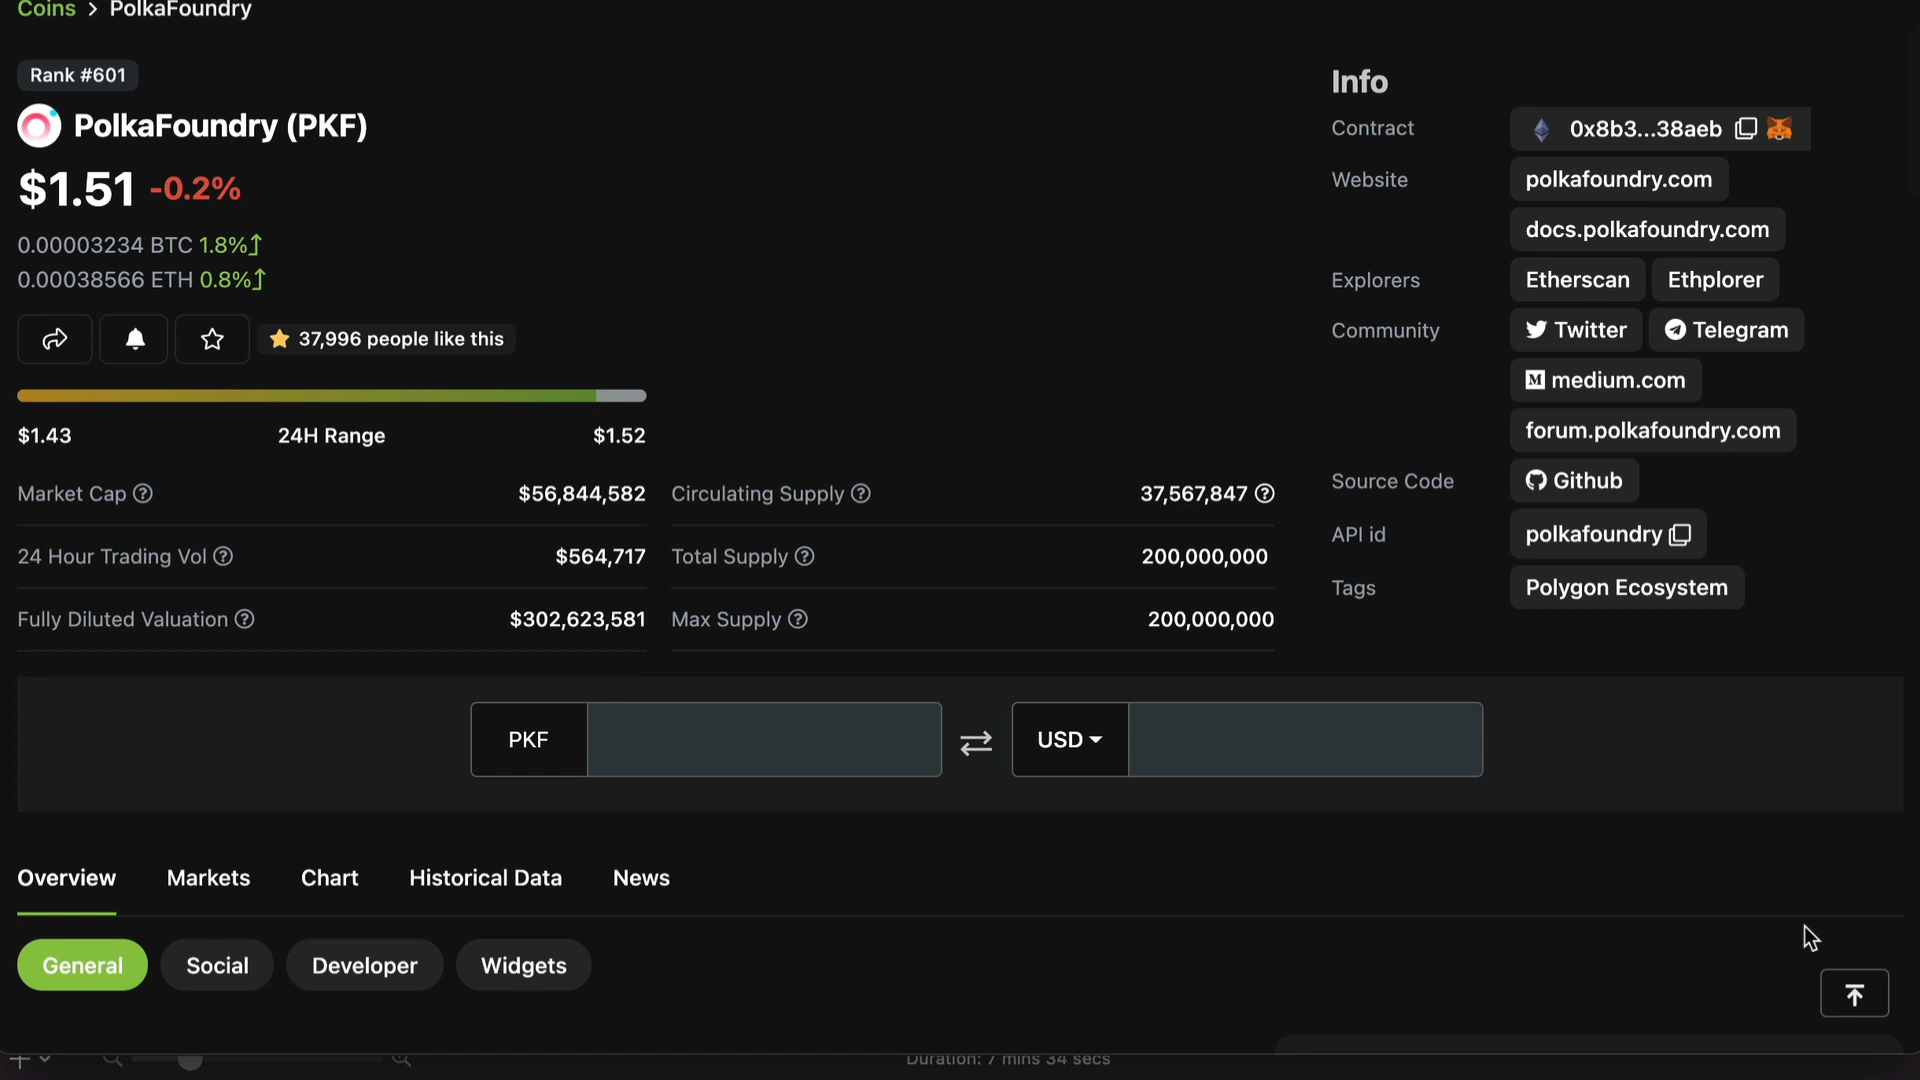 Coins > PolkaFoundry
Rank #601
PolkaFoundry (PKF)
$1.51 -0.2%
0.00003234 BTC 1.8%
0.00038566 ETH 0.8%
37,996 people like this
$1.43 24H Range $1.52
Market Cap $56,844,582
24 Hour Trading Vol $564,717
Fully Diluted Valuation $302,623,581
Circulating Supply 37,567,847
Total Supply 200,000,000
Max Supply 200,000,000
Info
Contract 0x8b3...38aeb
Website polkafoundry.com
docs.polkafoundry.com
Explorers Etherscan Ethplorer
Community Twitter Telegram
medium.com
forum.polkafoundry.com
Source Code Github
API id polkafoundry
Tags Polygon Ecosystem
PKF USD
Overview Markets Chart Historical Data News
General Social Developer Widgets
Duration: 7 mins 34 secs